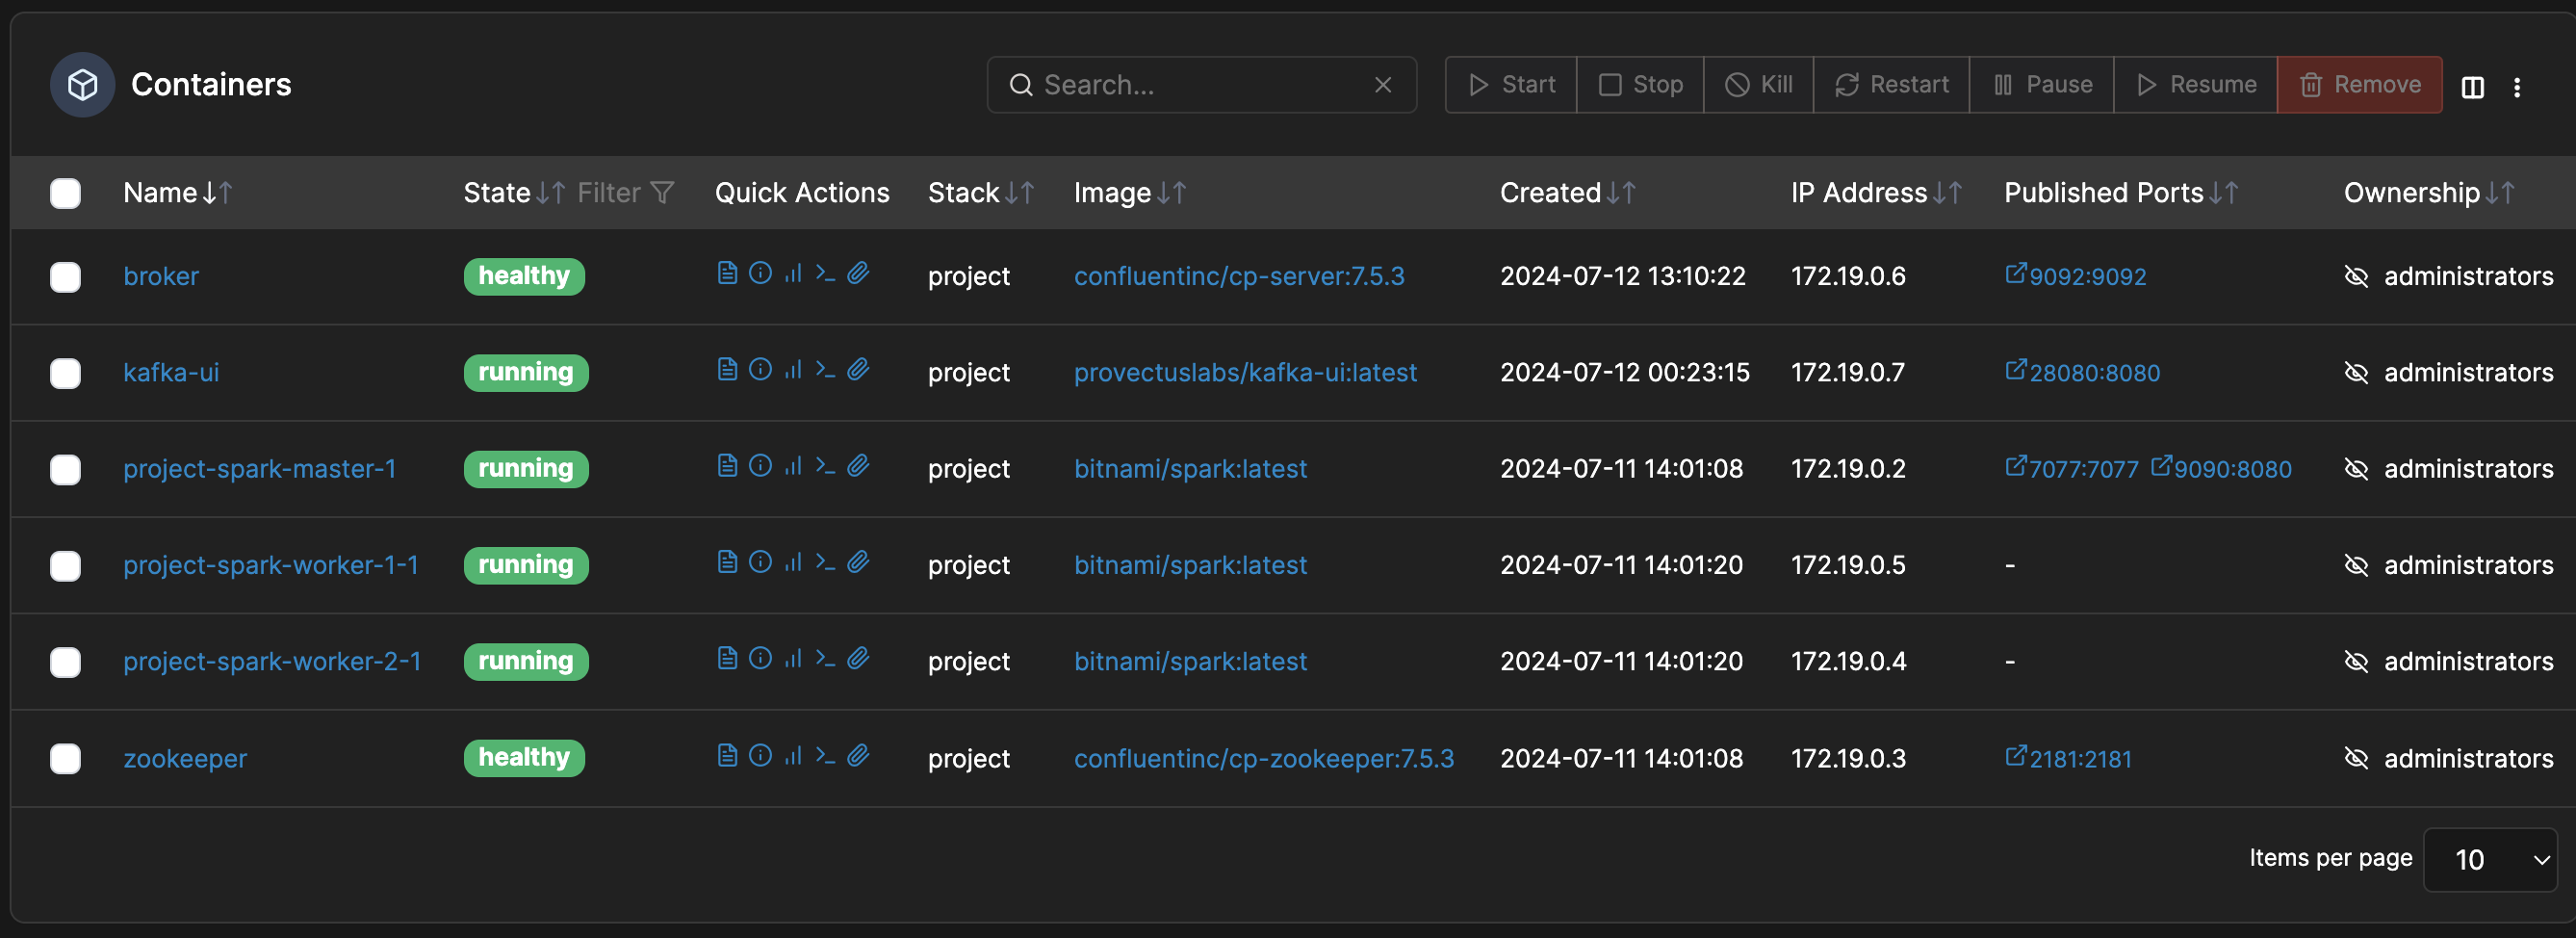 Containers Search... Start Stop Kill Restart Pause Resume Remove
Name State Filter Quick Actions Stack Image Created IP Address Published Ports Ownership
broker healthy project confluentinc/cp-server:7.5.3 2024-07-12 13:10:22 172.19.0.6 9092:9092 administrators
kafka-ui running project provectuslabs/kafka-ui:latest 2024-07-12 00:23:15 172.19.0.7 28080:8080 administrators
project-spark-master-1 running project bitnami/spark:latest 2024-07-11 14:01:08 172.19.0.2 7077:7077 9090:8080 administrators
project-spark-worker-1-1 running project bitnami/spark:latest 2024-07-11 14:01:20 172.19.0.5 - administrators
project-spark-worker-2-1 running project bitnami/spark:latest 2024-07-11 14:01:20 172.19.0.4 - administrators
zookeeper healthy project confluentinc/cp-zookeeper:7.5.3 2024-07-11 14:01:08 172.19.0.3 2181:2181 administrators
Items per page 10